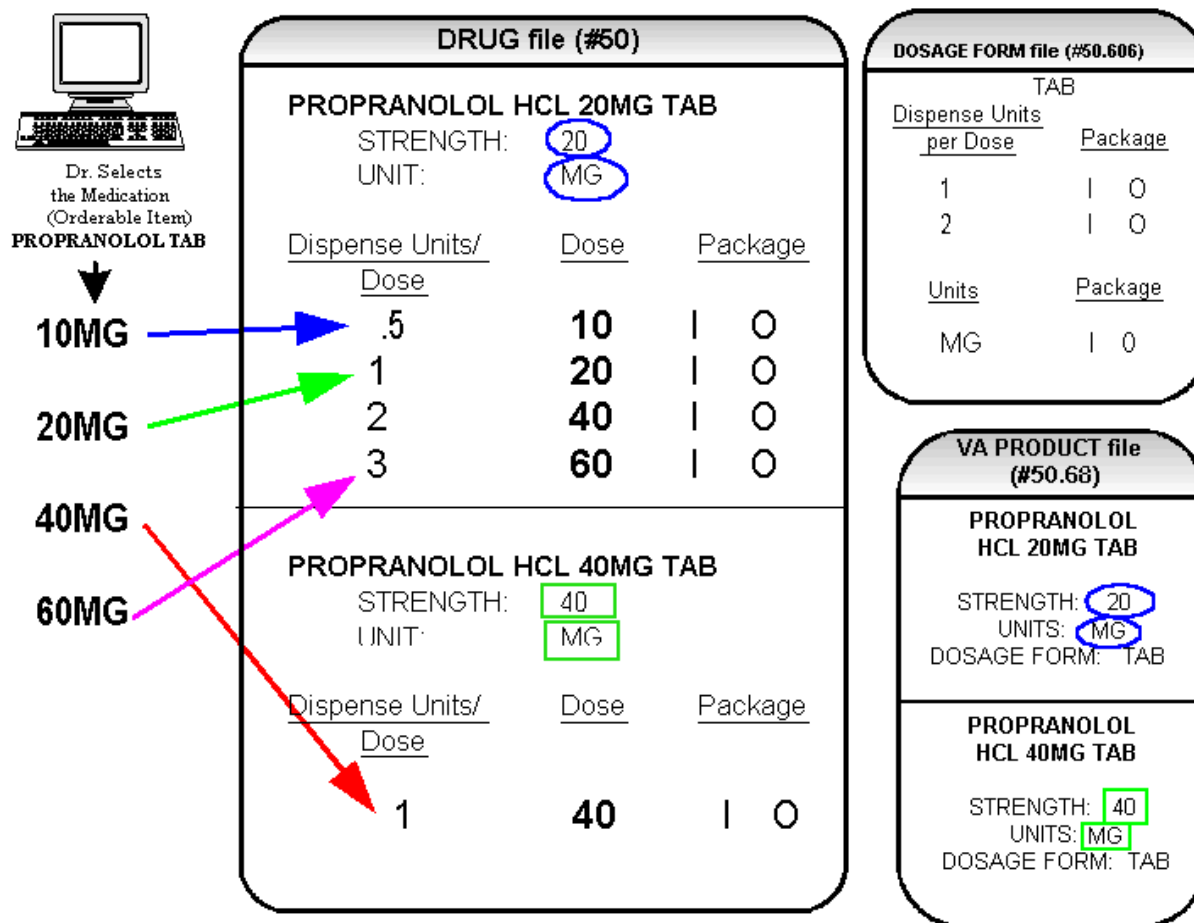 Dr. Selects
the Medication
(Orderable Item)
PROPRANOLOL TAB
10MG
20MG
40MG
60MG
DRUG file (#50)
PROPRANOLOL HCL 20MG TAB
STRENGTH: 20
UNIT: MG
Dispense Units/ Dose Package
Dose
.5 10 I O
1 20 I O
2 40 I O
3 60 I O
PROPRANOLOL HCL 40MG TAB
STRENGTH: 40
UNIT: MG
Dispense Units/ Dose Package
Dose
1 40 I O
DOSAGE FORM file (#50.606)
TAB
Dispense Units
per Dose Package
1 I O
2 I O
Units Package
MG I 0
VA PRODUCT file
(#50.68)
PROPRANOLOL
HCL 20MG TAB
STRENGTH: 20
UNITS: MG
DOSAGE FORM: TAB
PROPRANOLOL
HCL 40MG TAB
STRENGTH: 40
UNITS: MG
DOSAGE FORM: TAB